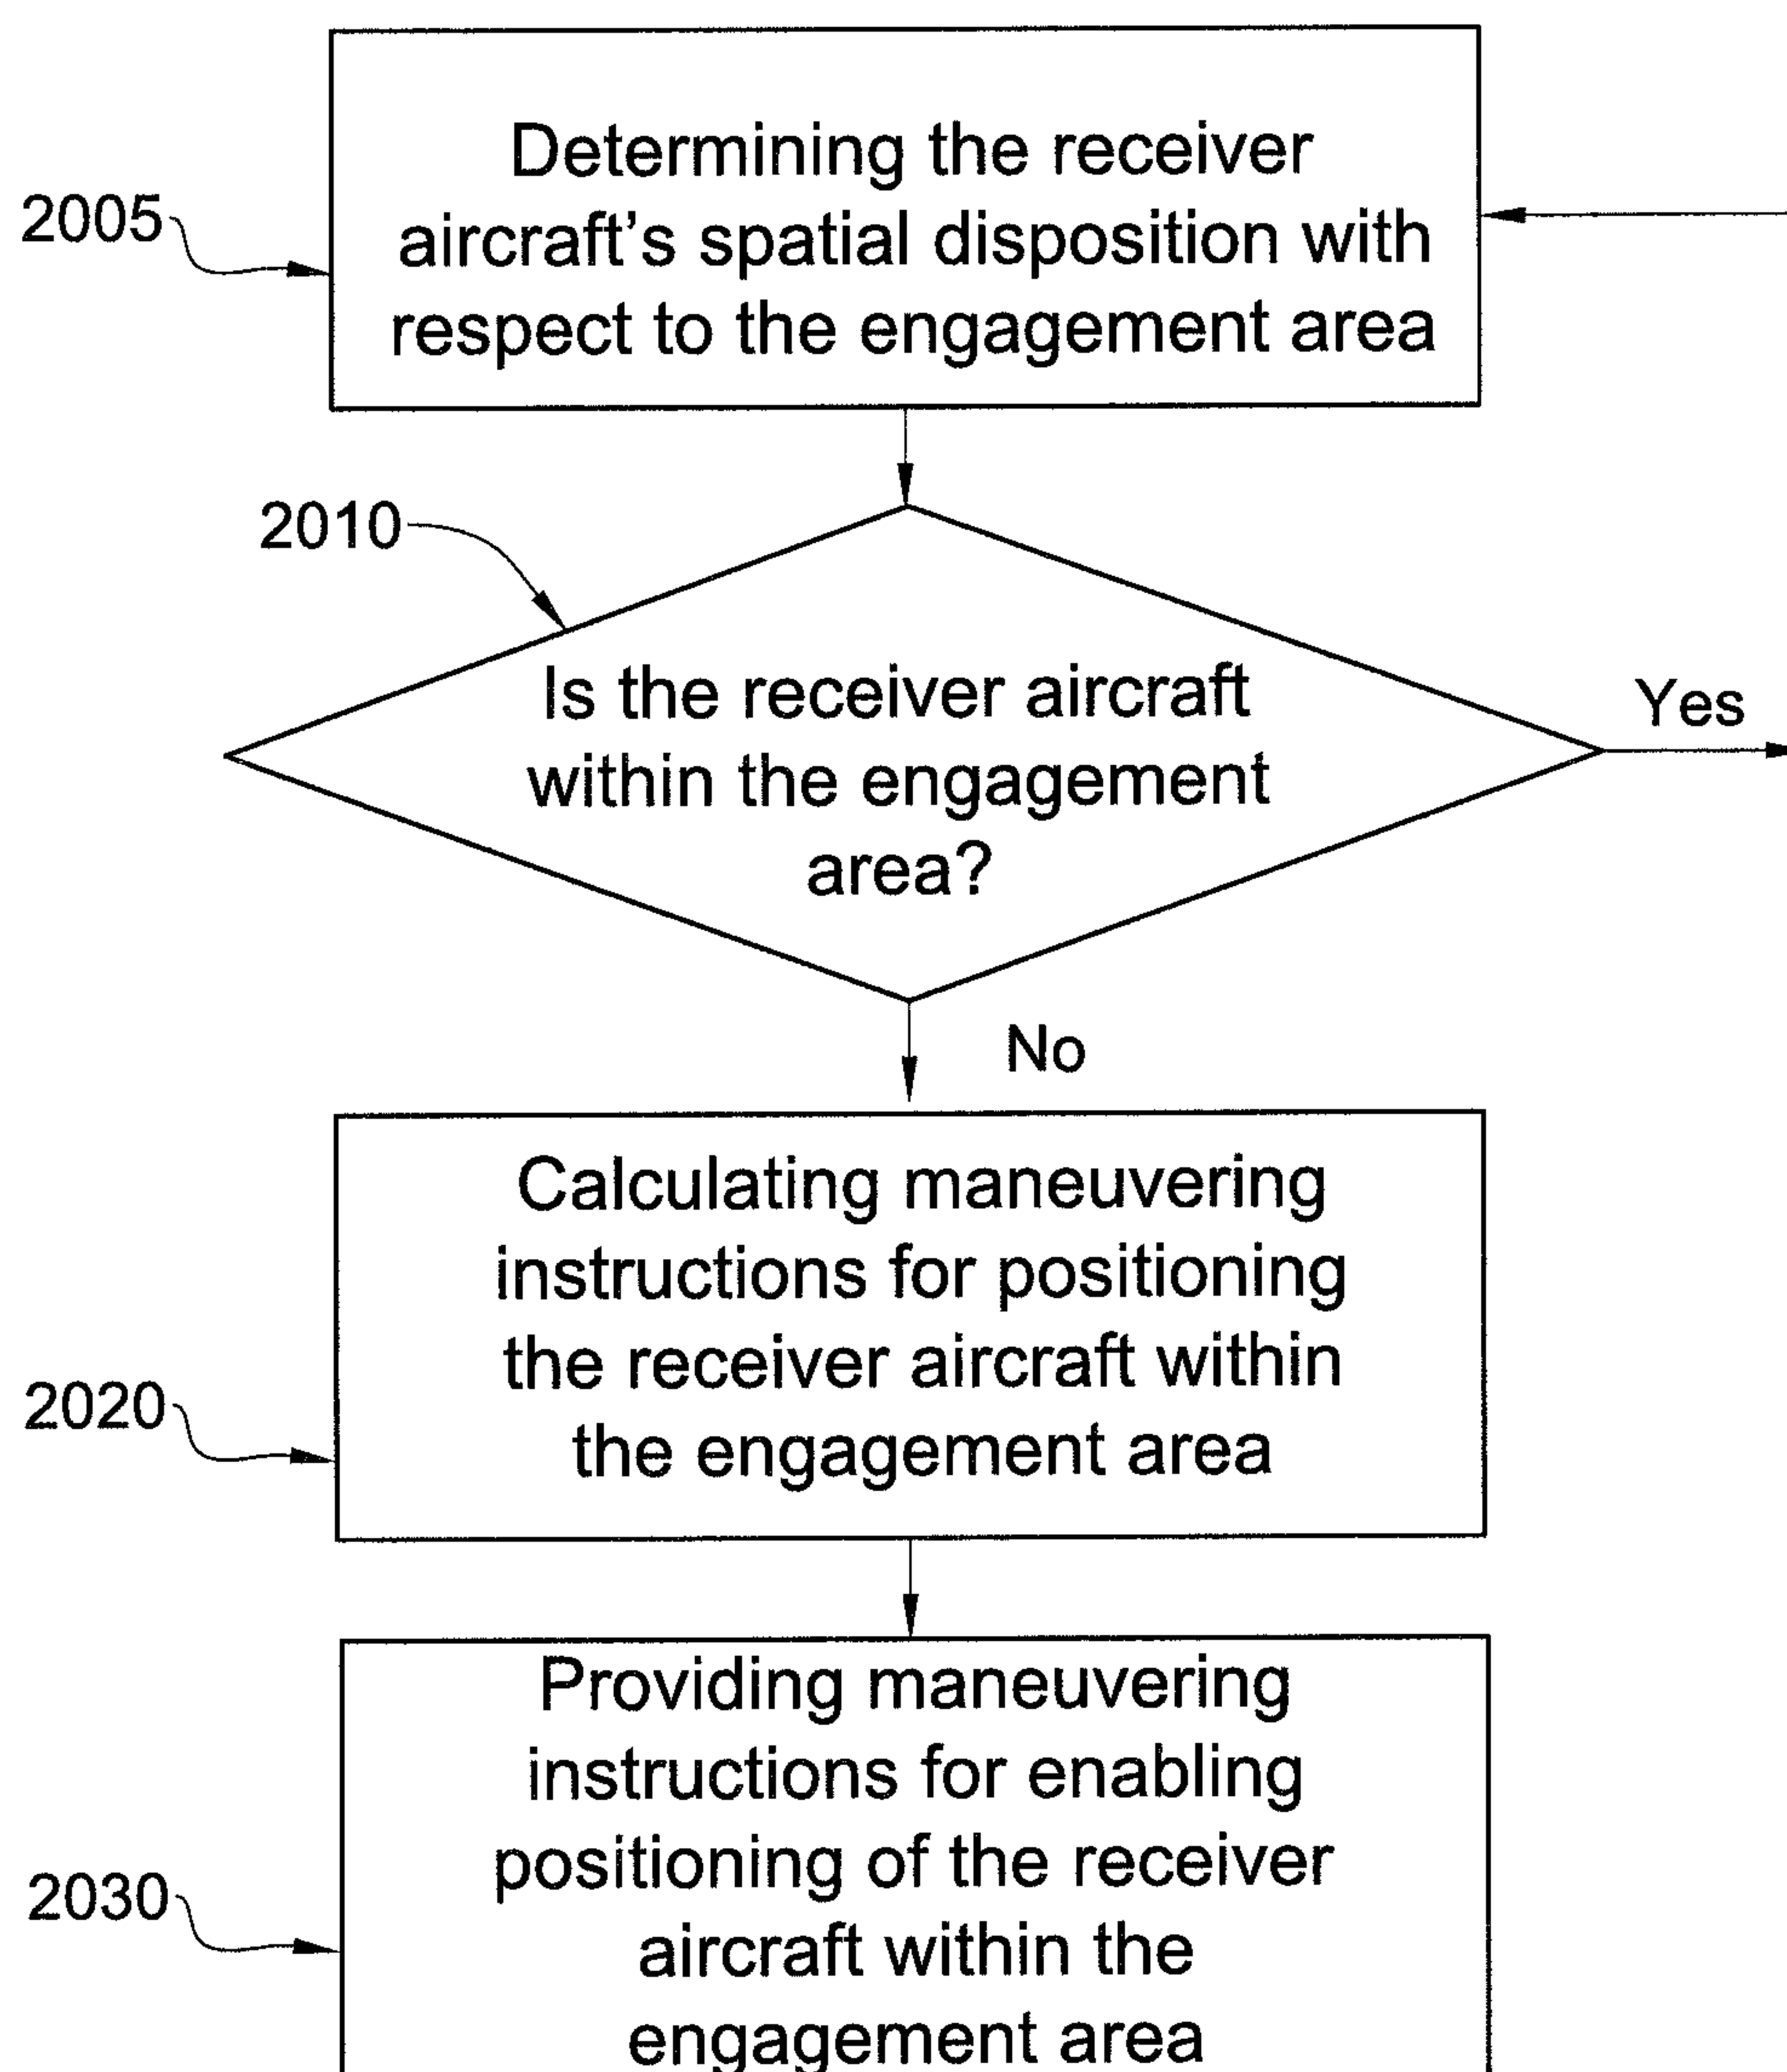 Determining the receiver
aircraft's spatial disposition with
respect to the engagement area
2005
2010
Is the receiver aircraft
within the engagement
area?
Yes
No
Calculating maneuvering
instructions for positioning
the receiver aircraft within
the engagement area
2020
Providing maneuvering
instructions for enabling
positioning of the receiver
aircraft within the
engagement area
2030